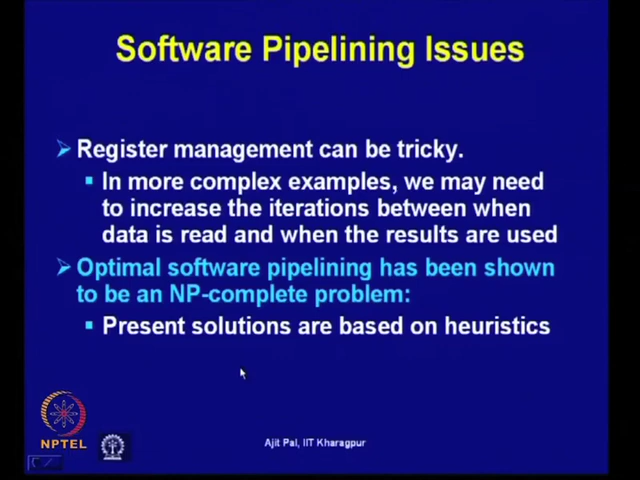 Software Pipelining Issues
Register management can be tricky.
In more complex examples, we may need
to increase the iterations between when
data is read and when the results are used
Optimal software pipelining has been shown
to be an NP-complete problem:
Present solutions are based on heuristics
NPTEL
Ajit Pal, IIT Kharagpur